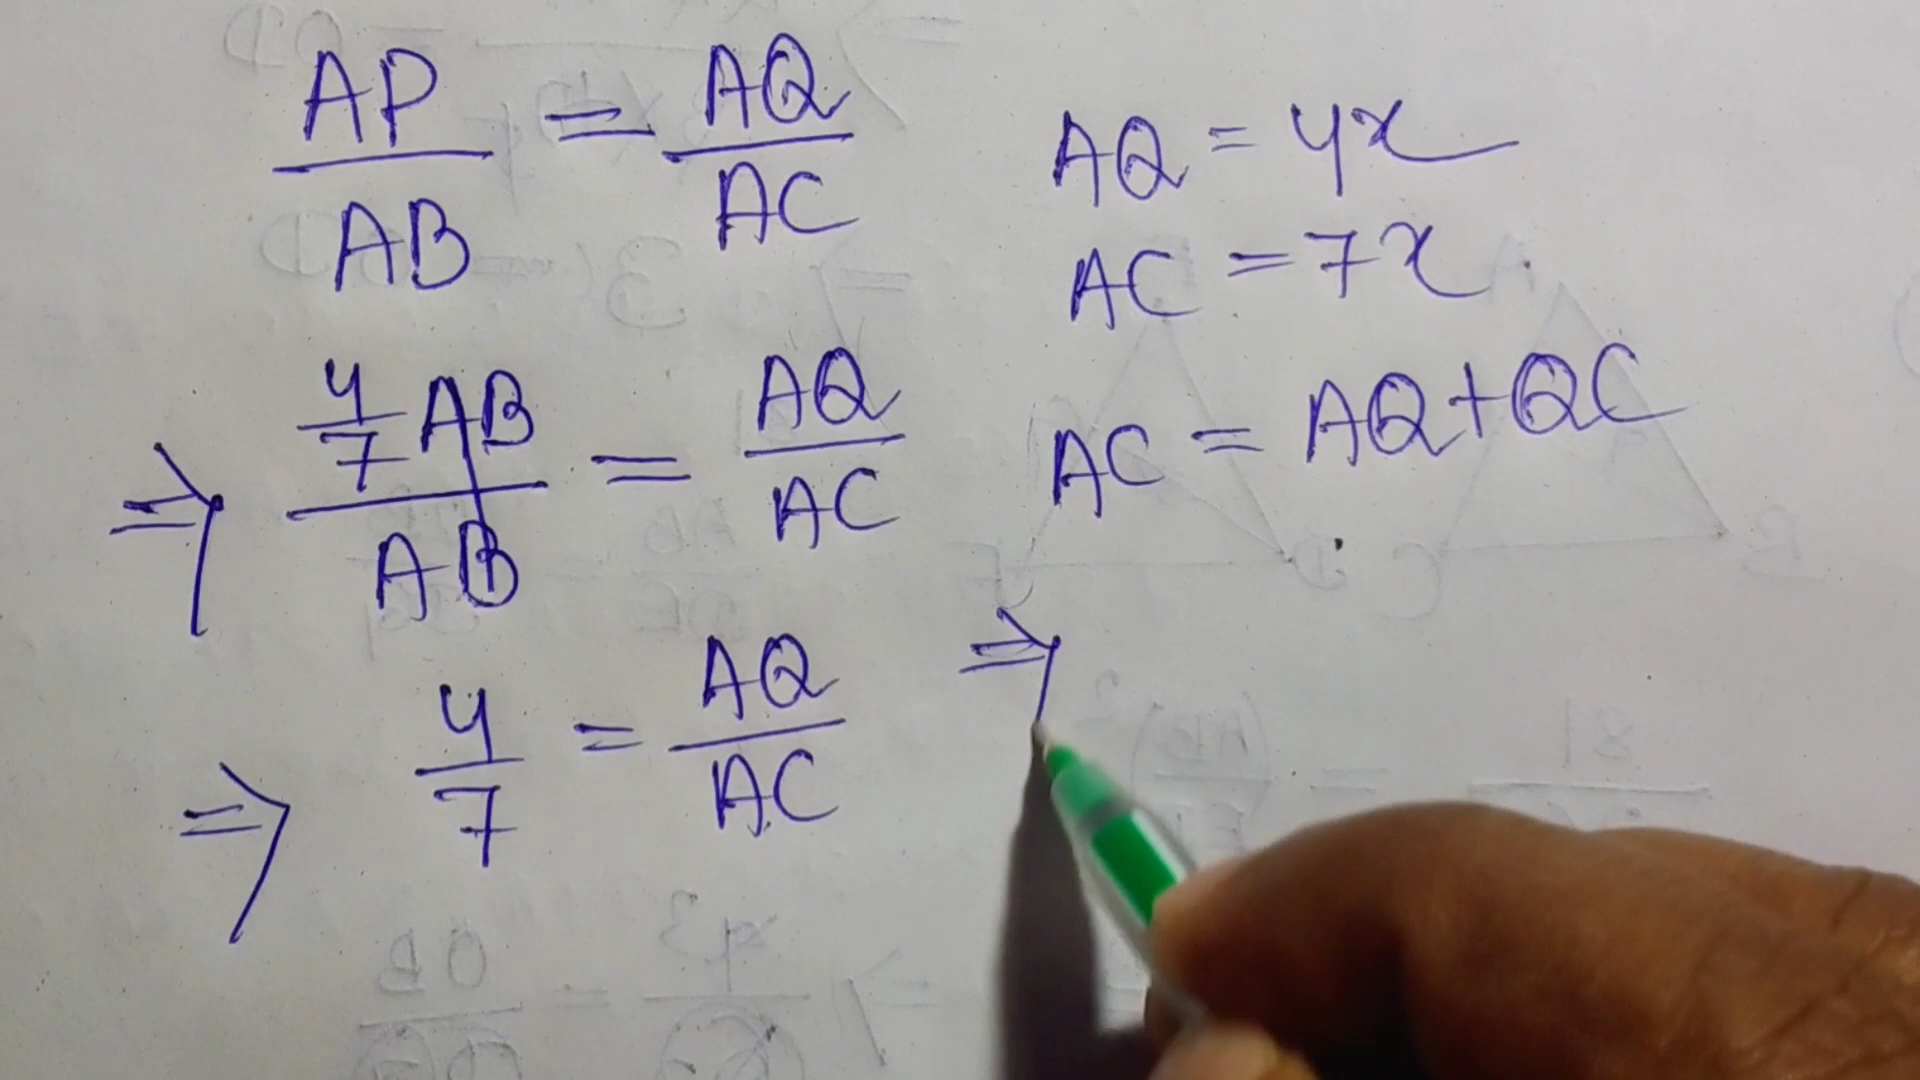 AP/AB = AQ/AC
⇒ 4/7 AB/AB = AQ/AC
⇒ 4/7 = AQ/AC
AQ = 4x
AC = 7x
AC = AQ+QC
⇒